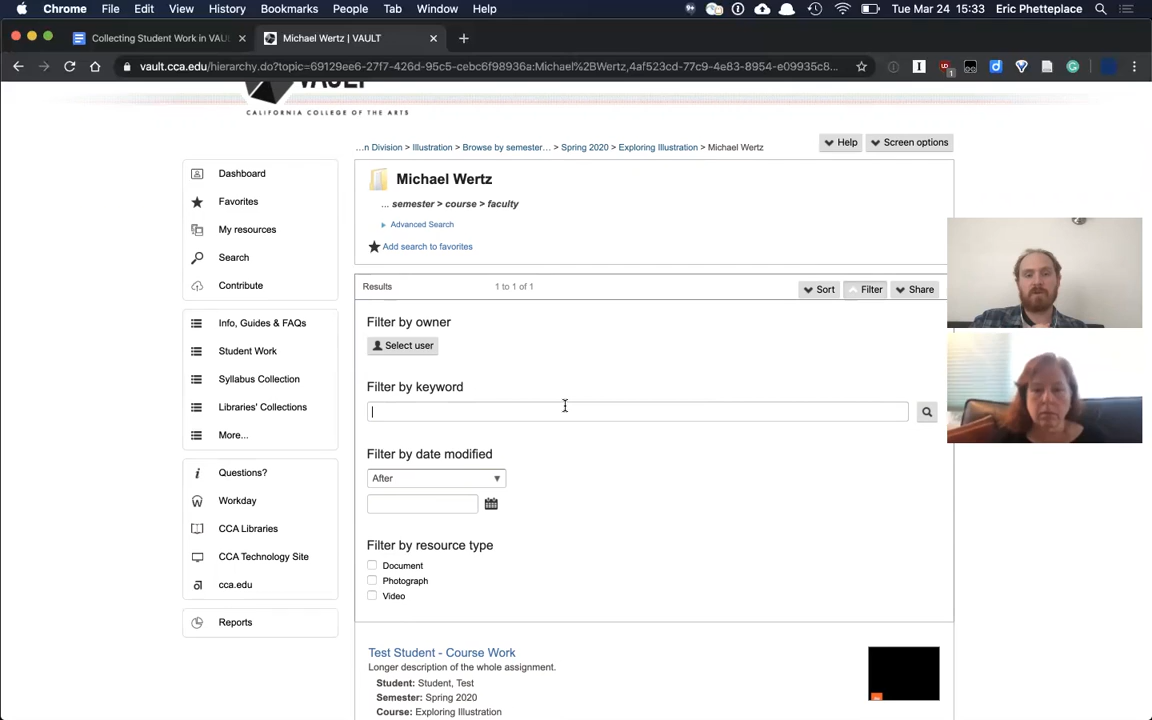 Chrome File Edit View History Bookmarks People Tab Window Help Tue Mar 24 15:33 Eric Phetteplace
Collecting Student Work in VAU
Michael Wertz | VAULT
vault.cca.edu/hierarchy.do?topic=69129ee6-27f7-426d-95c5-cebc6f98936a:Michael%2BWertz,4af523cd-77c9-4e83-8954-e09935c8...
VAULT
CALIFORNIA COLLEGE OF THE ARTS
…n Division > Illustration > Browse by semester… > Spring 2020 > Exploring Illustration > Michael Wertz
Help
Screen options
Dashboard
Favorites
My resources
Search
Contribute
Info, Guides & FAQs
Student Work
Syllabus Collection
Libraries' Collections
More...
Questions?
Workday
CCA Libraries
CCA Technology Site
cca.edu
Reports
Michael Wertz
... semester > course > faculty
Advanced Search
Add search to favorites
Results 1 to 1 of 1
Sort
Filter
Share
Filter by owner
Select user
Filter by keyword
Filter by date modified
After
Filter by resource type
Document
Photograph
Video
Test Student - Course Work
Longer description of the whole assignment.
Student: Student, Test
Semester: Spring 2020
Course: Exploring Illustration